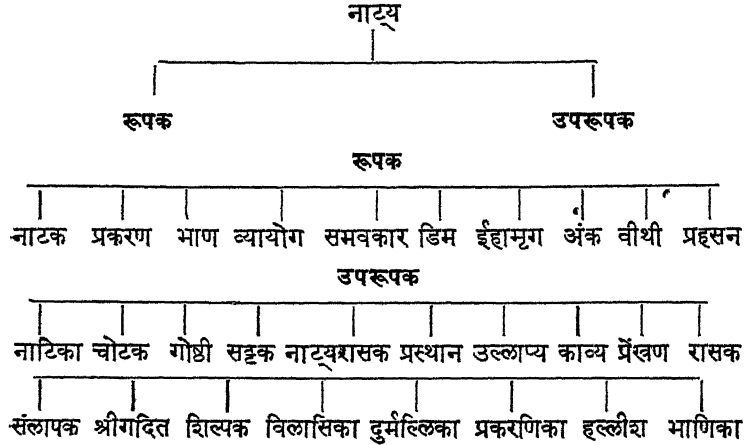 नाट्य
रूपक उपरूपक
रूपक
नाटक प्रकरण भाण व्यायोग समवकार डिम ईहामृग अंक वीथी प्रहसन
उपरूपक
नाटिका त्रोटक गोष्ठी सट्टक नाट्यरासक प्रस्थान उल्लाप्य काव्य प्रेंखण रासक
संलापक श्रीगदित शिल्पक विलासिका दुर्मल्लिका प्रकरणिका हल्लीश भाणिका